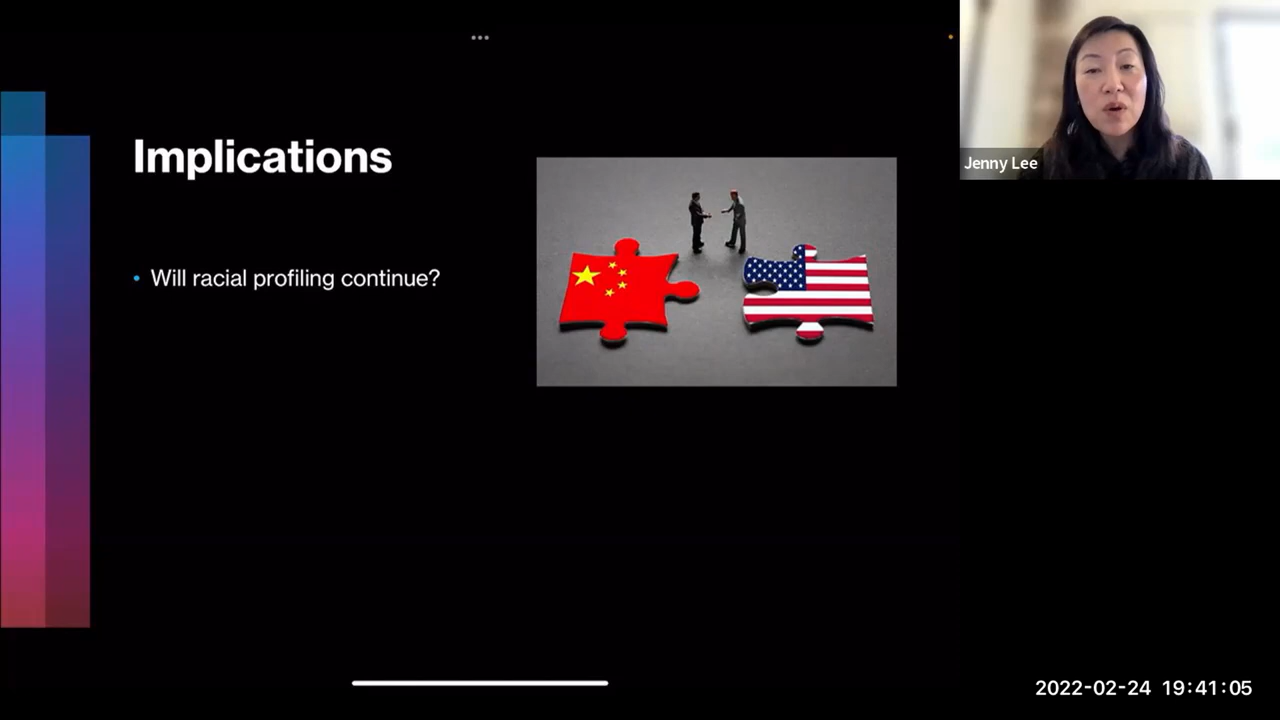 Implications
• Will racial profiling continue?
Jenny Lee
2022-02-24 19:41:05